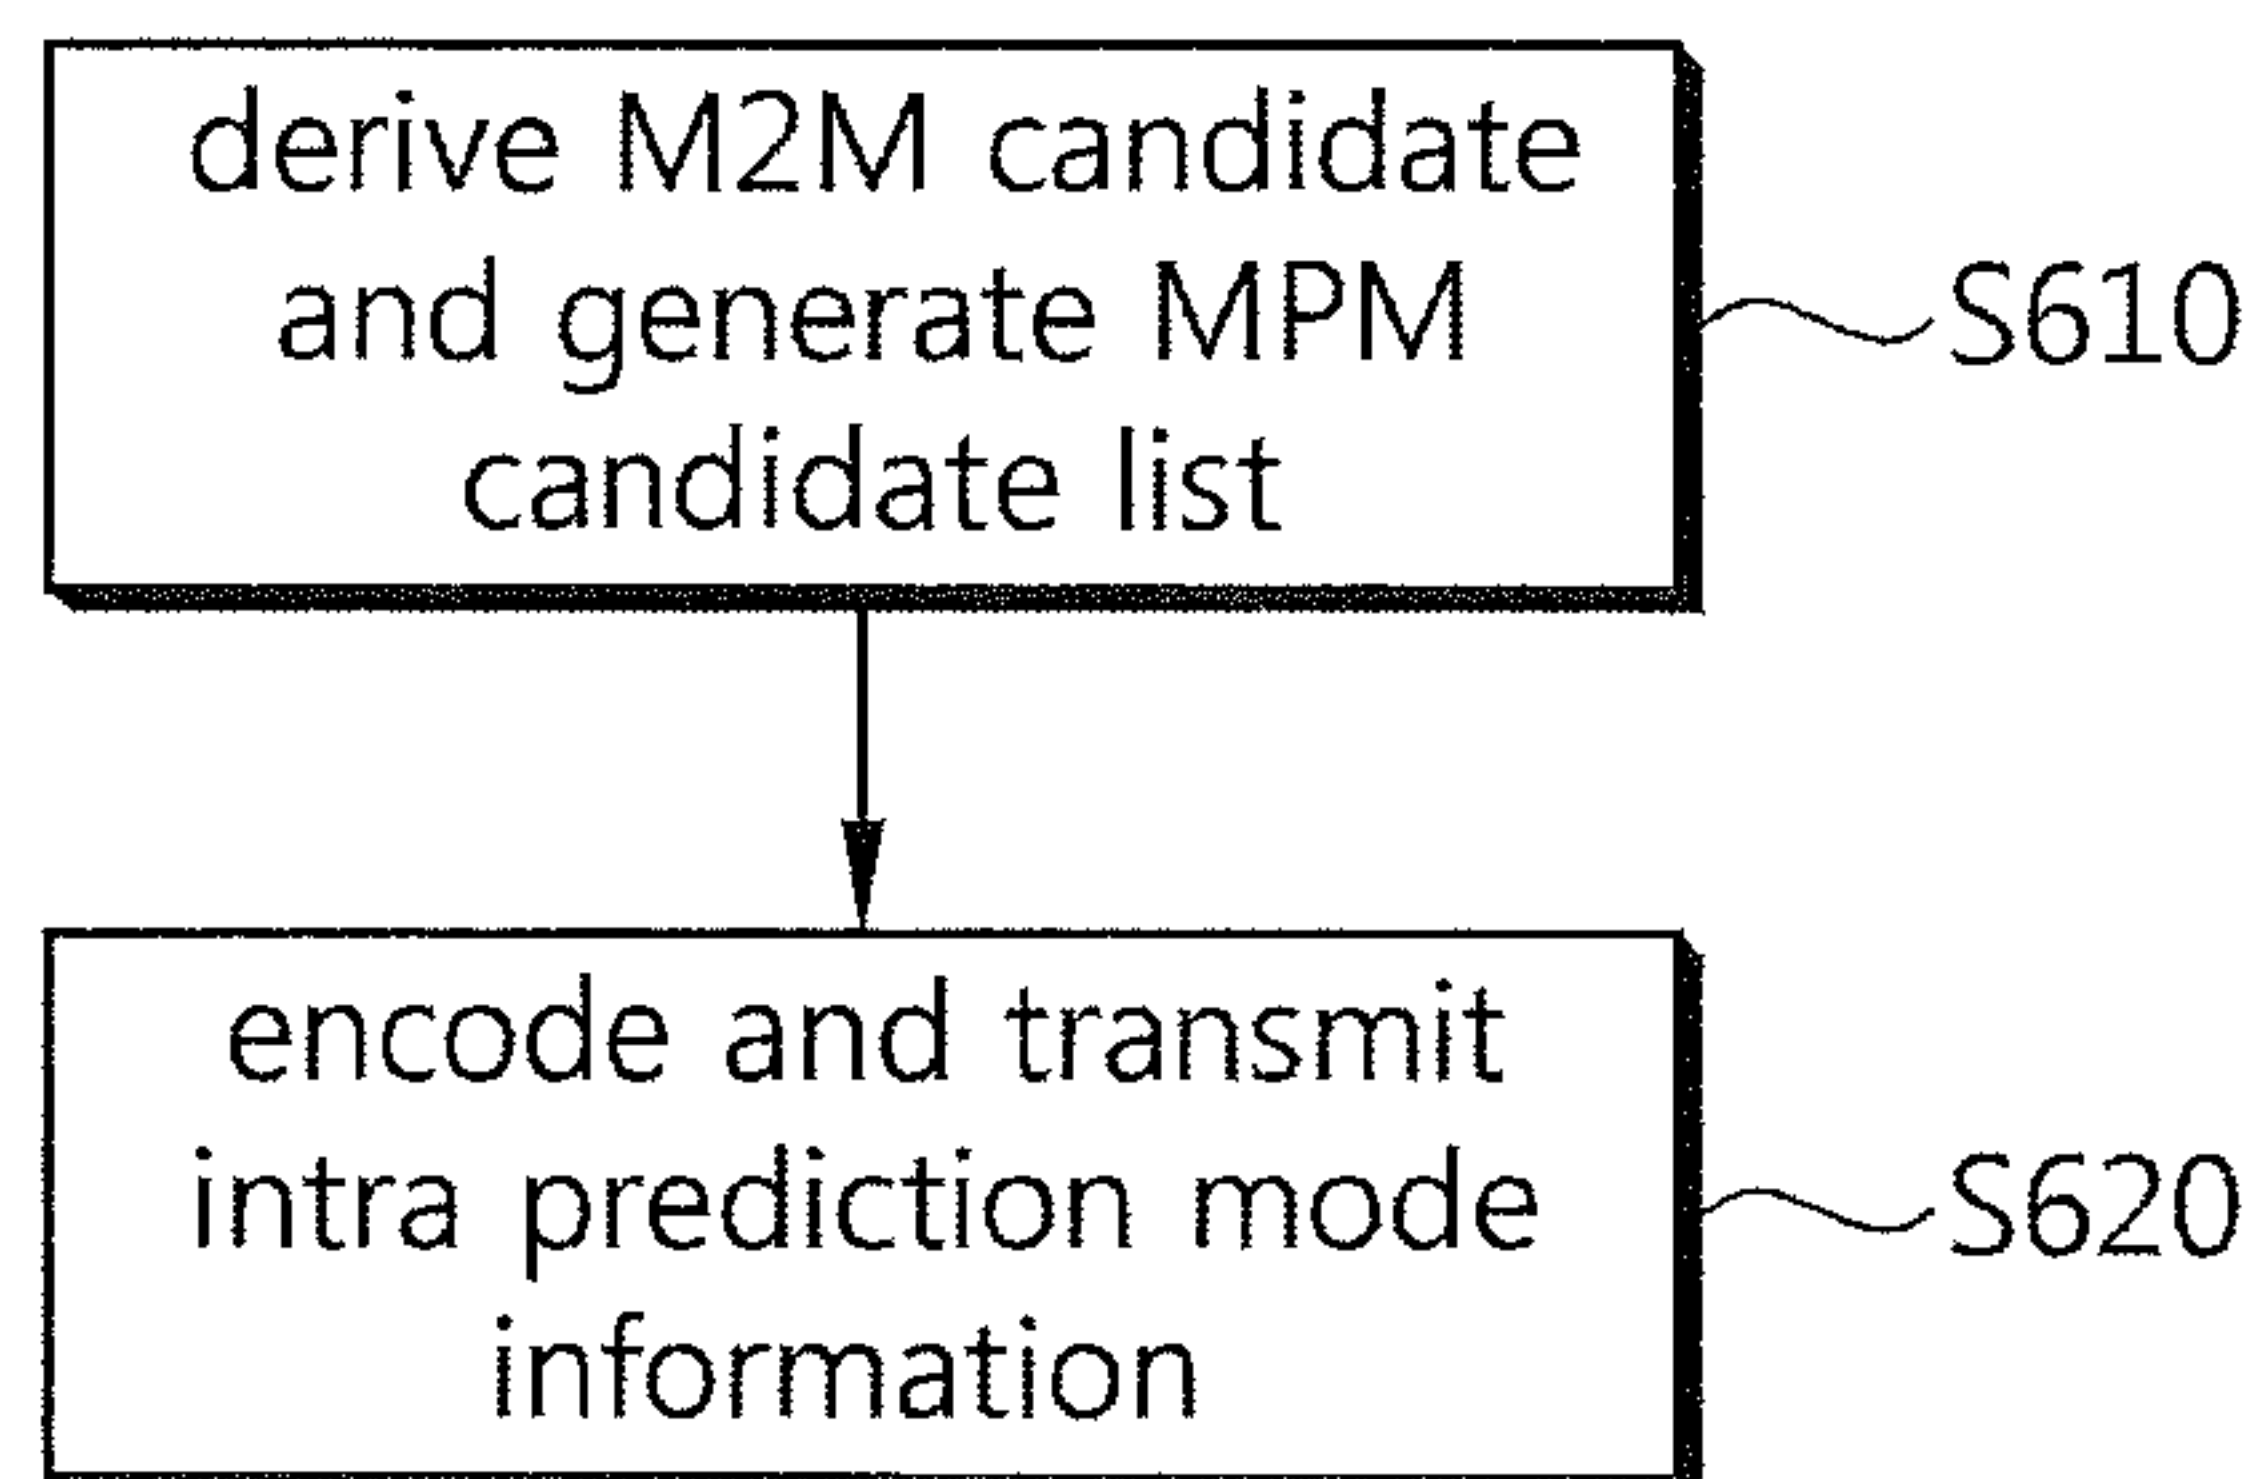 derive M2M candidate
and generate MPM
candidate list
S610
encode and transmit
intra prediction mode
information
S620